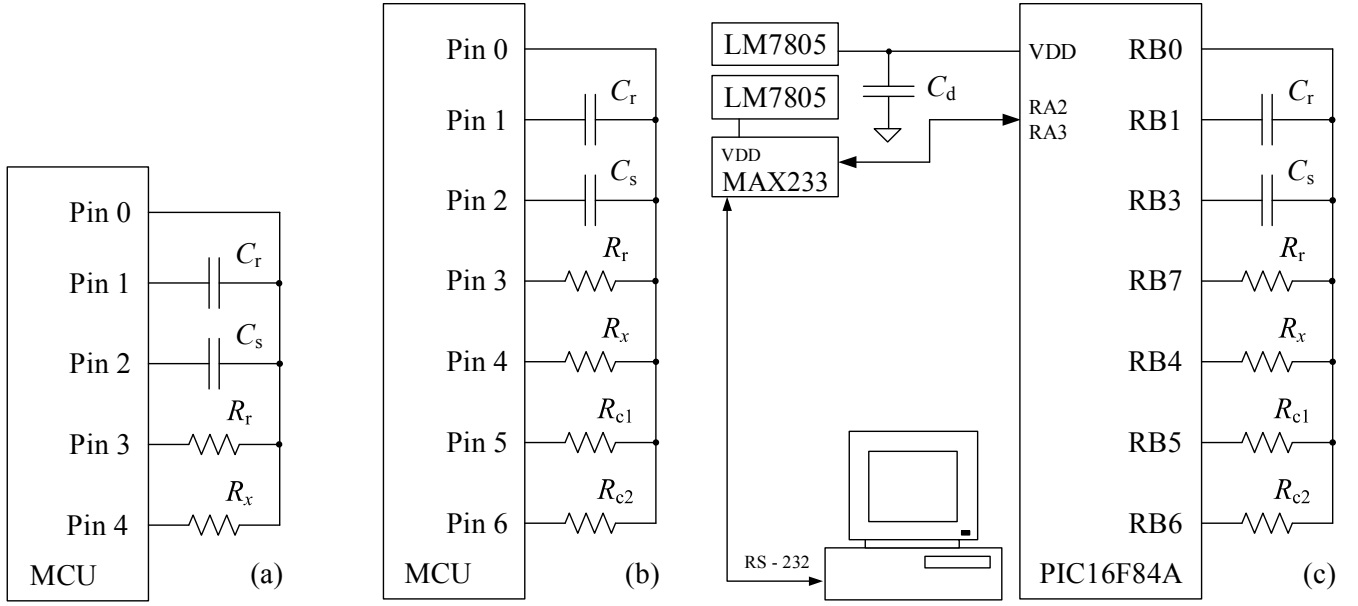 Pin 0
C_r
Pin 1
C_s
Pin 2
R_r
Pin 3
R_x
Pin 4
MCU
(a)
Pin 0
C_r
Pin 1
C_s
Pin 2
R_r
Pin 3
R_x
Pin 4
R_c1
Pin 5
R_c2
Pin 6
MCU
(b)
LM7805
LM7805
C_d
VDD
MAX233
RS - 232
VDD
RA2
RA3
RB0
C_r
RB1
C_s
RB3
R_r
RB7
R_x
RB4
R_c1
RB5
R_c2
RB6
PIC16F84A
(c)